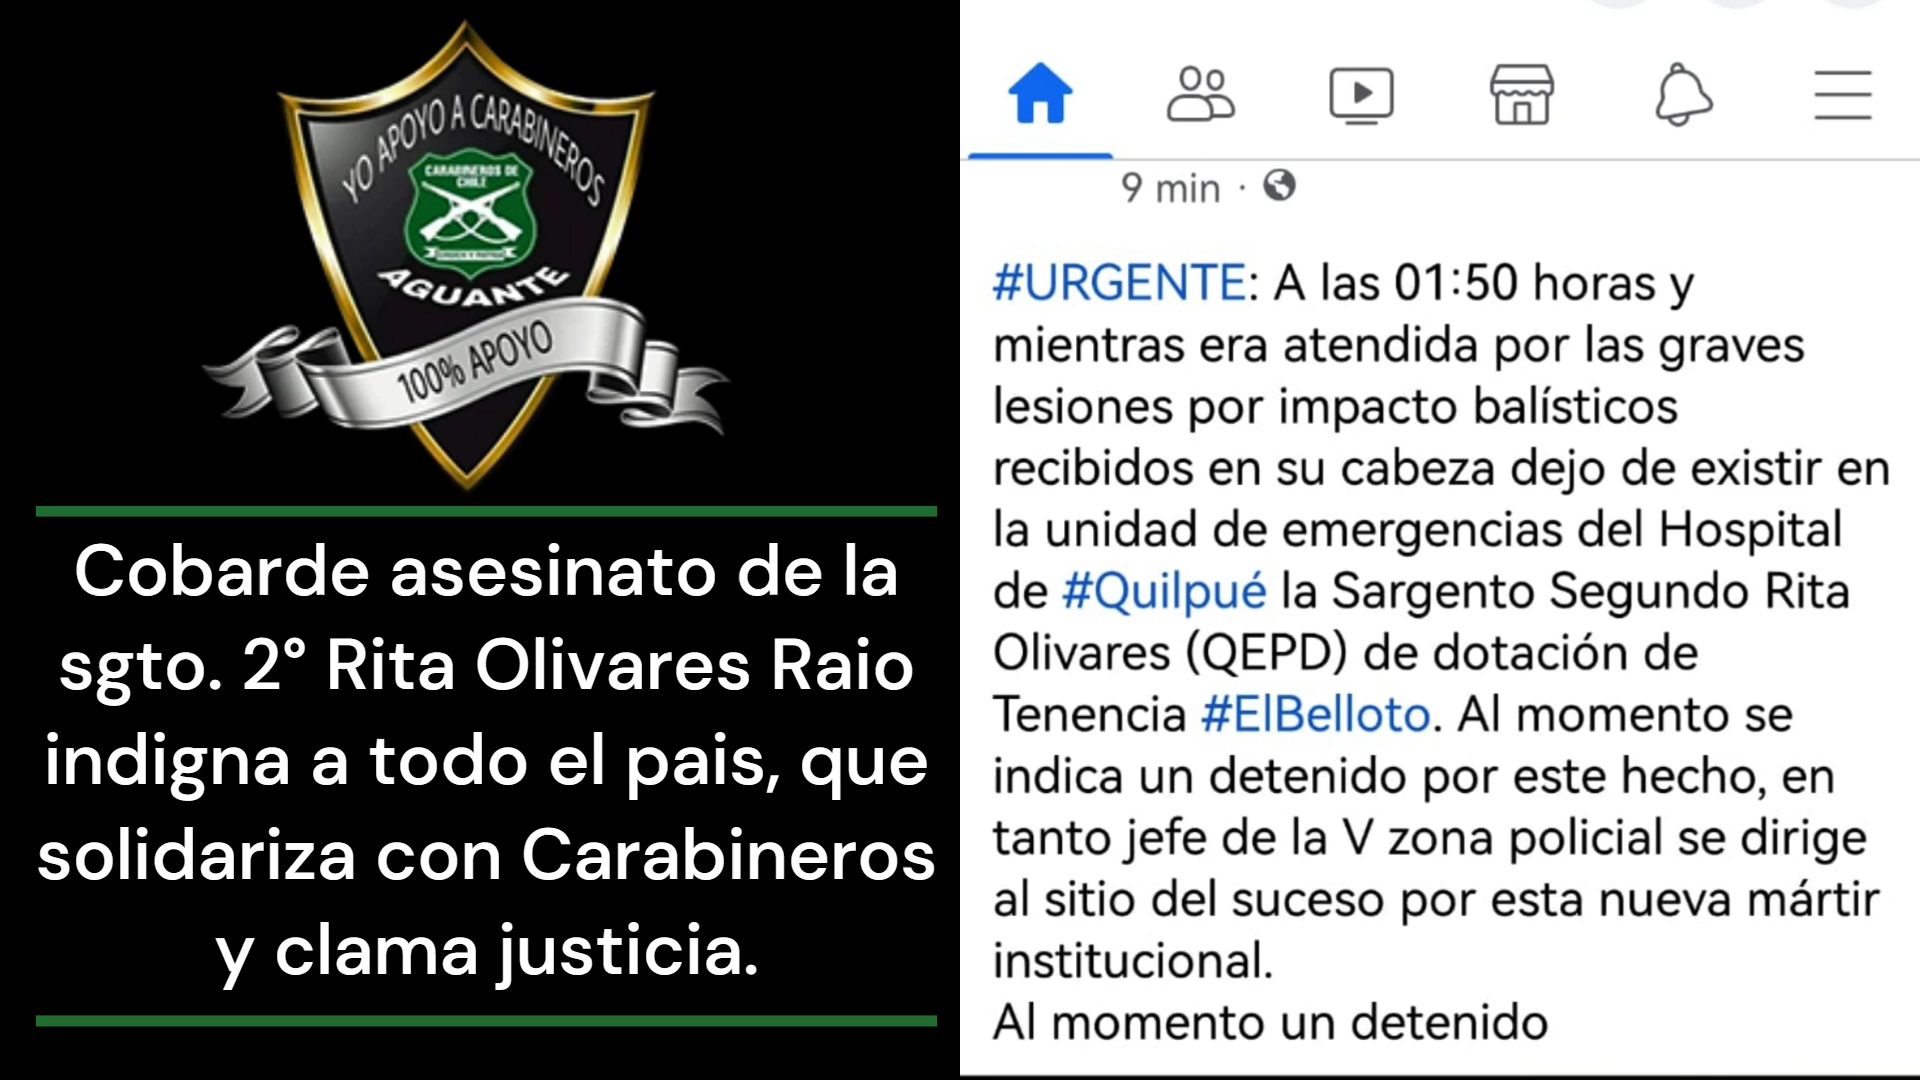 YO APOYO A CARABINEROS
CARABINEROS DE
CHILE
AGUANTE
100% APOYO
Cobarde asesinato de la
sgto. 2° Rita Olivares Raio
indigna a todo el pais, que
solidariza con Carabineros
y clama justicia.
9 min ·
#URGENTE: A las 01:50 horas y
mientras era atendida por las graves
lesiones por impacto balísticos
recibidos en su cabeza dejo de existir en
la unidad de emergencias del Hospital
de #Quilpué la Sargento Segundo Rita
Olivares (QEPD) de dotación de
Tenencia #ElBelloto. Al momento se
indica un detenido por este hecho, en
tanto jefe de la V zona policial se dirige
al sitio del suceso por esta nueva mártir
institucional.
Al momento un detenido